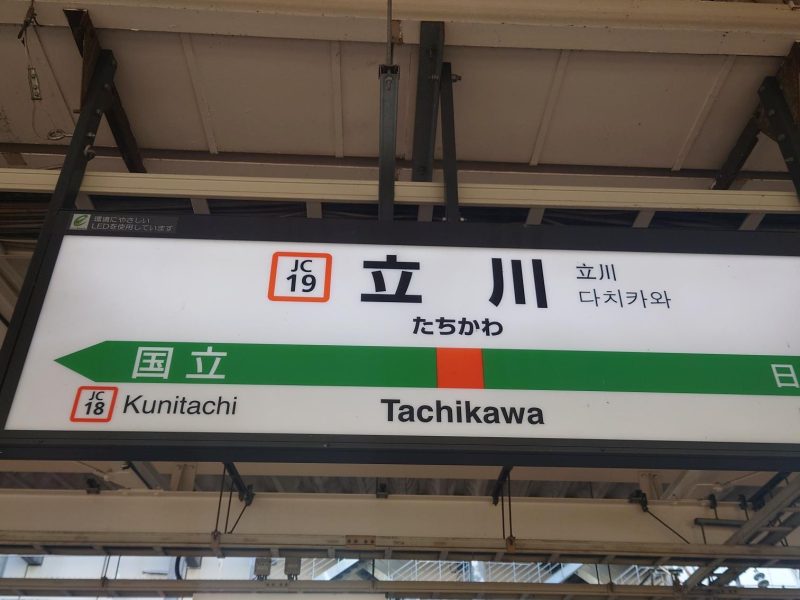 環境にやさしい
LEDを使用しています
JC
19
立川
立川
다치카와
たちかわ
国立
日
JC
18
Kunitachi
Tachikawa